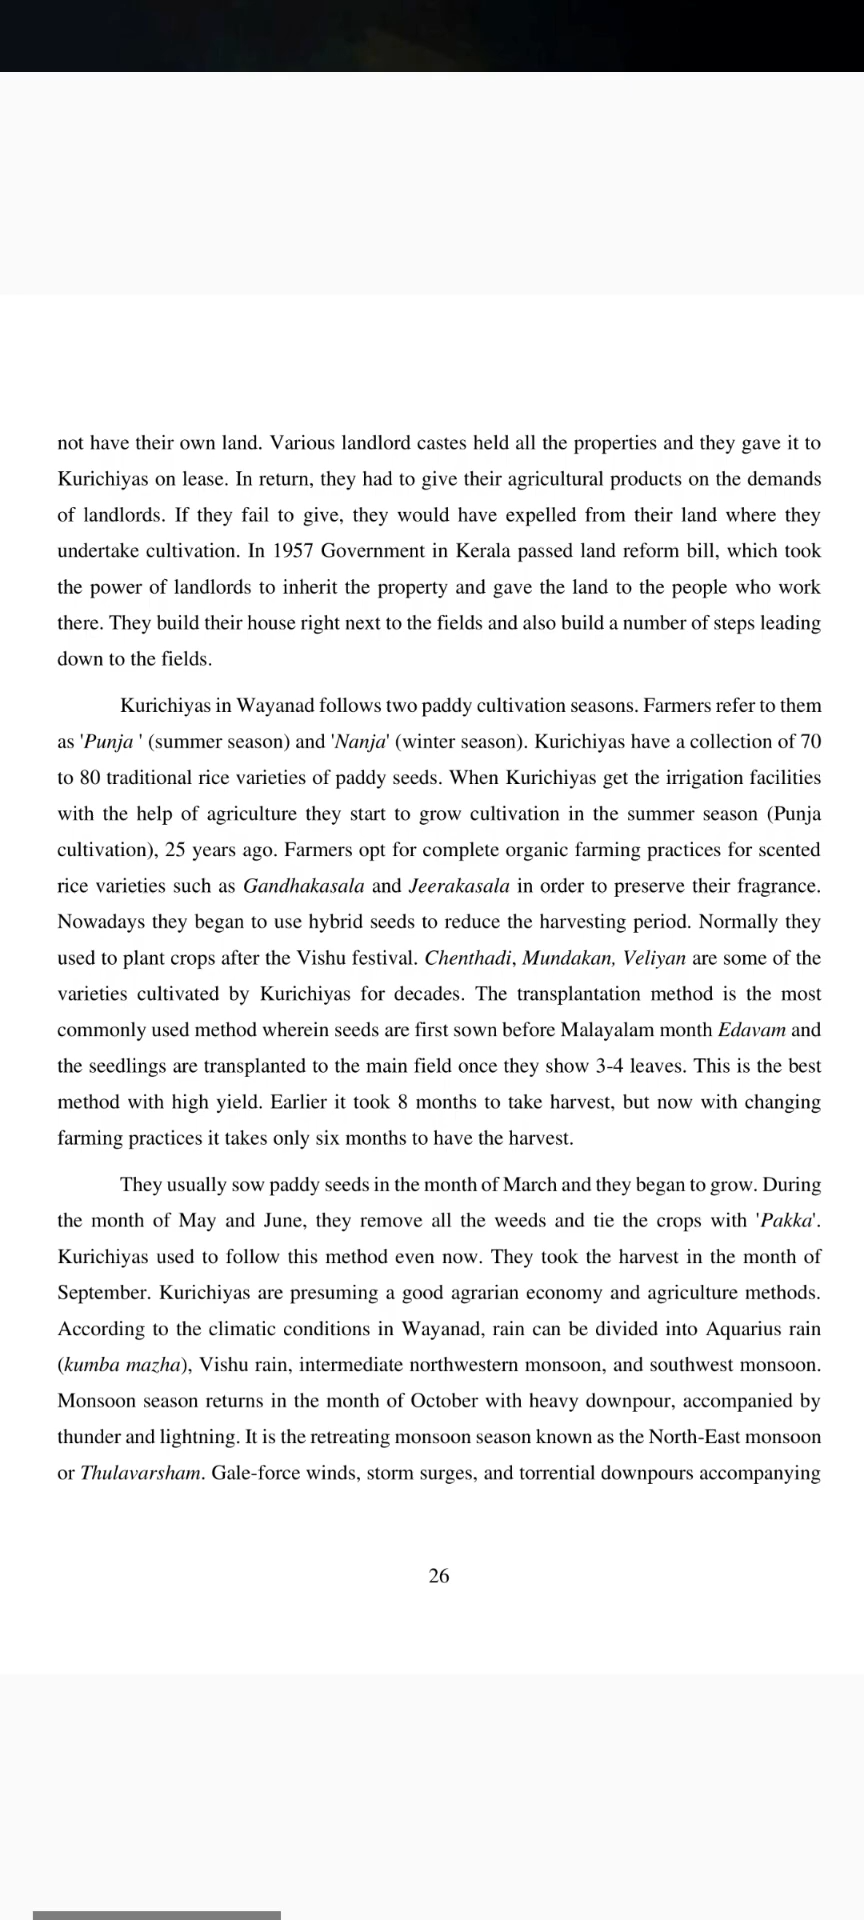 not have their own land. Various landlord castes held all the properties and they gave it to
Kurichiyas on lease. In return, they had to give their agricultural products on the demands
of landlords. If they fail to give, they would have expelled from their land where they
undertake cultivation. In 1957 Government in Kerala passed land reform bill, which took
the power of landlords to inherit the property and gave the land to the people who work
there. They build their house right next to the fields and also build a number of steps leading
down to the fields.
Kurichiyas in Wayanad follows two paddy cultivation seasons. Farmers refer to them
as 'Punja ' (summer season) and 'Nanja' (winter season). Kurichiyas have a collection of 70
to 80 traditional rice varieties of paddy seeds. When Kurichiyas get the irrigation facilities
with the help of agriculture they start to grow cultivation in the summer season (Punja
cultivation), 25 years ago. Farmers opt for complete organic farming practices for scented
rice varieties such as Gandhakasala and Jeerakasala in order to preserve their fragrance.
Nowadays they began to use hybrid seeds to reduce the harvesting period. Normally they
used to plant crops after the Vishu festival. Chenthadi, Mundakan, Veliyan are some of the
varieties cultivated by Kurichiyas for decades. The transplantation method is the most
commonly used method wherein seeds are first sown before Malayalam month Edavam and
the seedlings are transplanted to the main field once they show 3-4 leaves. This is the best
method with high yield. Earlier it took 8 months to take harvest, but now with changing
farming practices it takes only six months to have the harvest.
They usually sow paddy seeds in the month of March and they began to grow. During
the month of May and June, they remove all the weeds and tie the crops with 'Pakka'.
Kurichiyas used to follow this method even now. They took the harvest in the month of
September. Kurichiyas are presuming a good agrarian economy and agriculture methods.
According to the climatic conditions in Wayanad, rain can be divided into Aquarius rain
(kumba mazha), Vishu rain, intermediate northwestern monsoon, and southwest monsoon.
Monsoon season returns in the month of October with heavy downpour, accompanied by
thunder and lightning. It is the retreating monsoon season known as the North-East monsoon
or Thulavarsham. Gale-force winds, storm surges, and torrential downpours accompanying
26